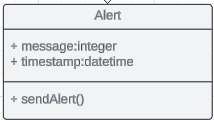 Alert
+ message:integer
+ timestamp:datetime
+ sendAlert()